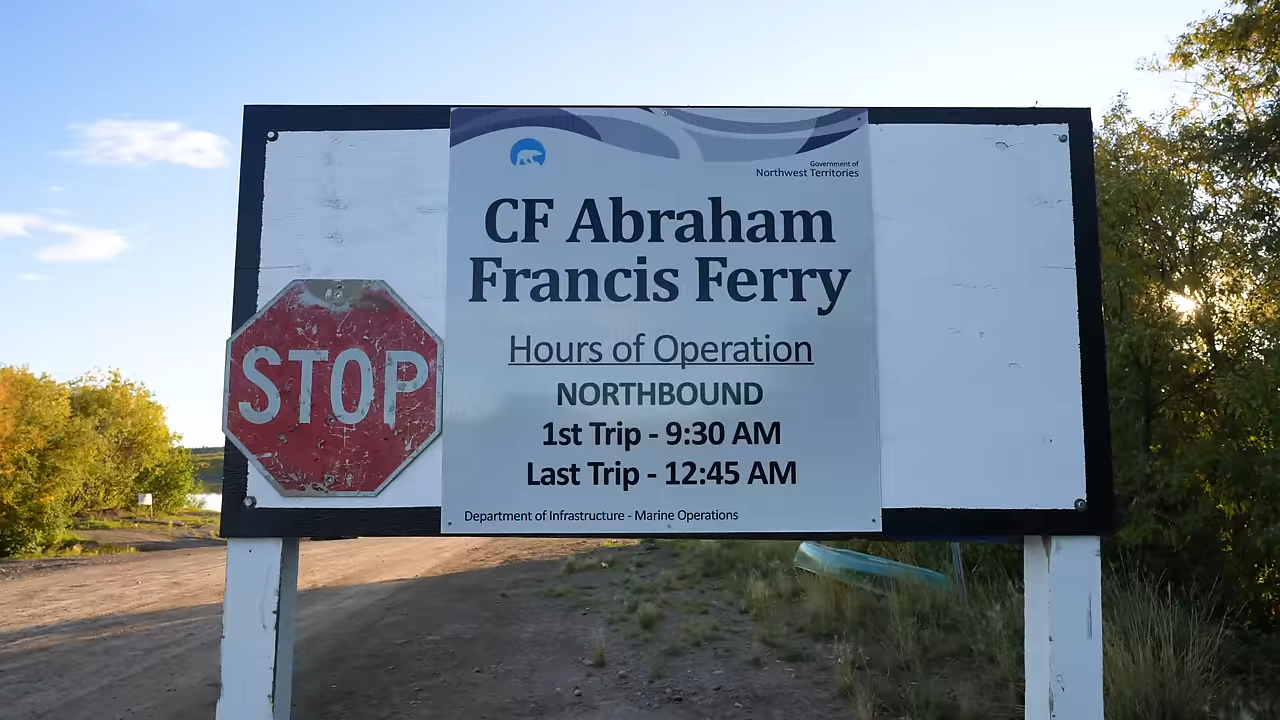 Government of
Northwest Territories
CF Abraham
Francis Ferry
Hours of Operation
NORTHBOUND
1st Trip - 9:30 AM
Last Trip - 12:45 AM
Department of Infrastructure - Marine Operations
STOP